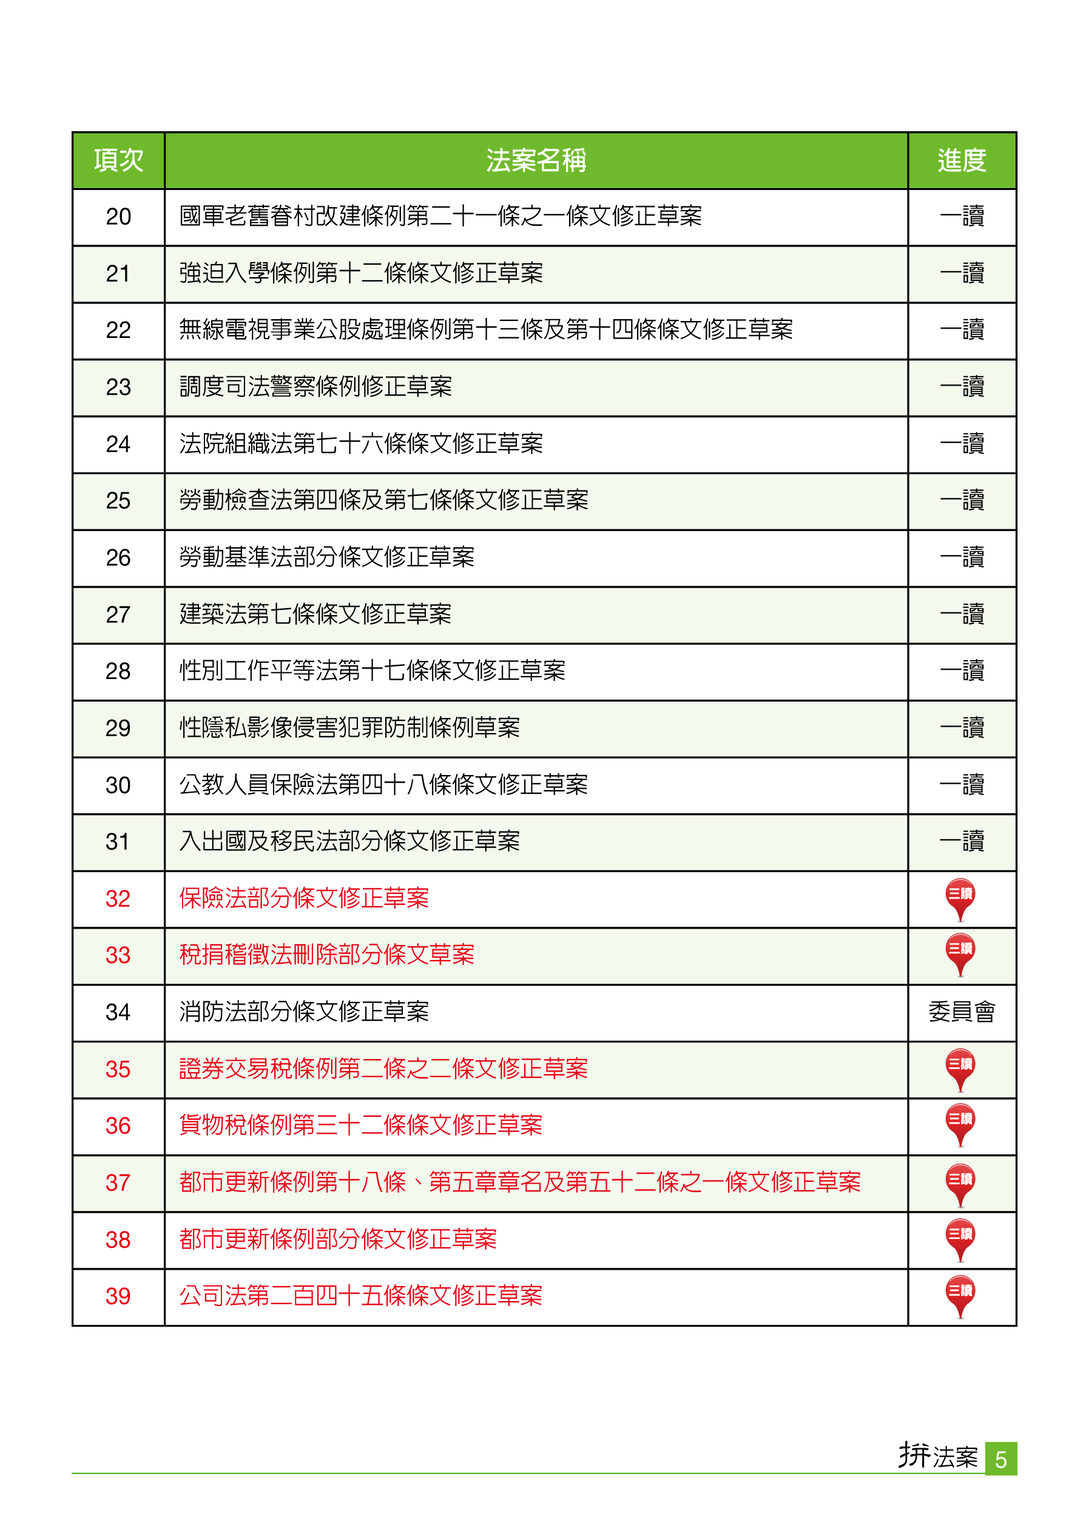 項次 法案名稱 進度
20 國軍老舊眷村改建條例第二十一條之一條文修正草案 一讀
21 強迫入學條例第十二條條文修正草案 一讀
22 無線電視事業公股處理條例第十三條及第十四條條文修正草案 一讀
23 調度司法警察條例修正草案 一讀
24 法院組織法第七十六條條文修正草案 一讀
25 勞動檢查法第四條及第七條條文修正草案 一讀
26 勞動基準法部分條文修正草案 一讀
27 建築法第七條條文修正草案 一讀
28 性別工作平等法第十七條條文修正草案 一讀
29 性隱私影像侵害犯罪防制條例草案 一讀
30 公教人員保險法第四十八條條文修正草案 一讀
31 入出國及移民法部分條文修正草案 一讀
32 保險法部分條文修正草案 三讀
33 稅捐稽徵法刪除部分條文草案 三讀
34 消防法部分條文修正草案 委員會
35 證券交易稅條例第二條之二條文修正草案 三讀
36 貨物稅條例第三十二條條文修正草案 三讀
37 都市更新條例第十八條、第五章章名及第五十二條之一條文修正草案 三讀
38 都市更新條例部分條文修正草案 三讀
39 公司法第二百四十五條條文修正草案 三讀
拚法案 5